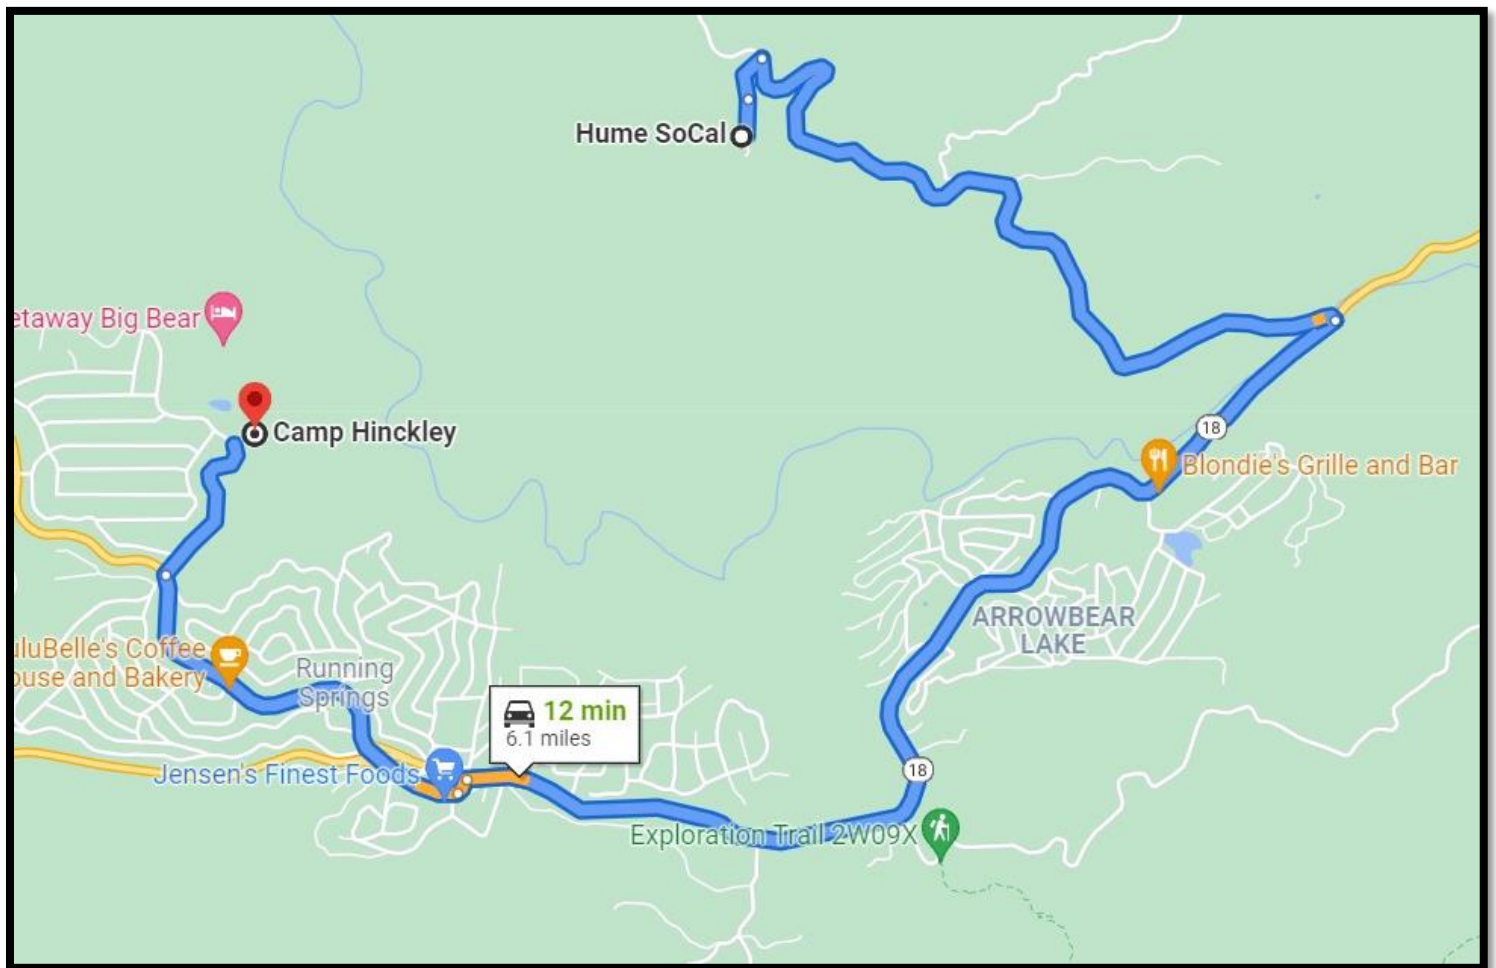 Hume SoCal
etaway Big Bear
Camp Hinckley
18
Blondie's Grille and Bar
ARROWBEAR
LAKE
uluBelle's Coffee
ouse and Bakery
Running
Springs
12 min
6.1 miles
Jensen's Finest Foods
18
Exploration Trail 2W09X